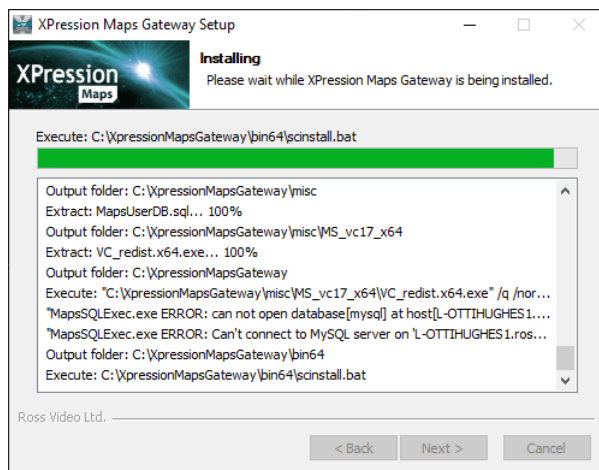 XPression Maps Gateway Setup
XPression
Maps
Installing
Please wait while XPression Maps Gateway is being installed.
Execute: C:\XpressionMapsGateway\bin64\scinstall.bat
Output folder: C:\XpressionMapsGateway\misc
Extract: MapsUserDB.sql... 100%
Output folder: C:\XpressionMapsGateway\misc\MS_vc17_x64
Extract: VC_redist.x64.exe... 100%
Output folder: C:\XpressionMapsGateway
Execute: "C:\XpressionMapsGateway\misc\MS_vc17_x64\VC_redist.x64.exe" /q /nor...
"MapsSQLExec.exe ERROR: can not open database[mysql] at host[L-OTTIHUGHES1....
"MapsSQLExec.exe ERROR: Can't connect to MySQL server on 'L-OTTIHUGHES1.ros...
Output folder: C:\XpressionMapsGateway\bin64
Execute: C:\XpressionMapsGateway\bin64\scinstall.bat
Ross Video Ltd.
< Back
Next >
Cancel